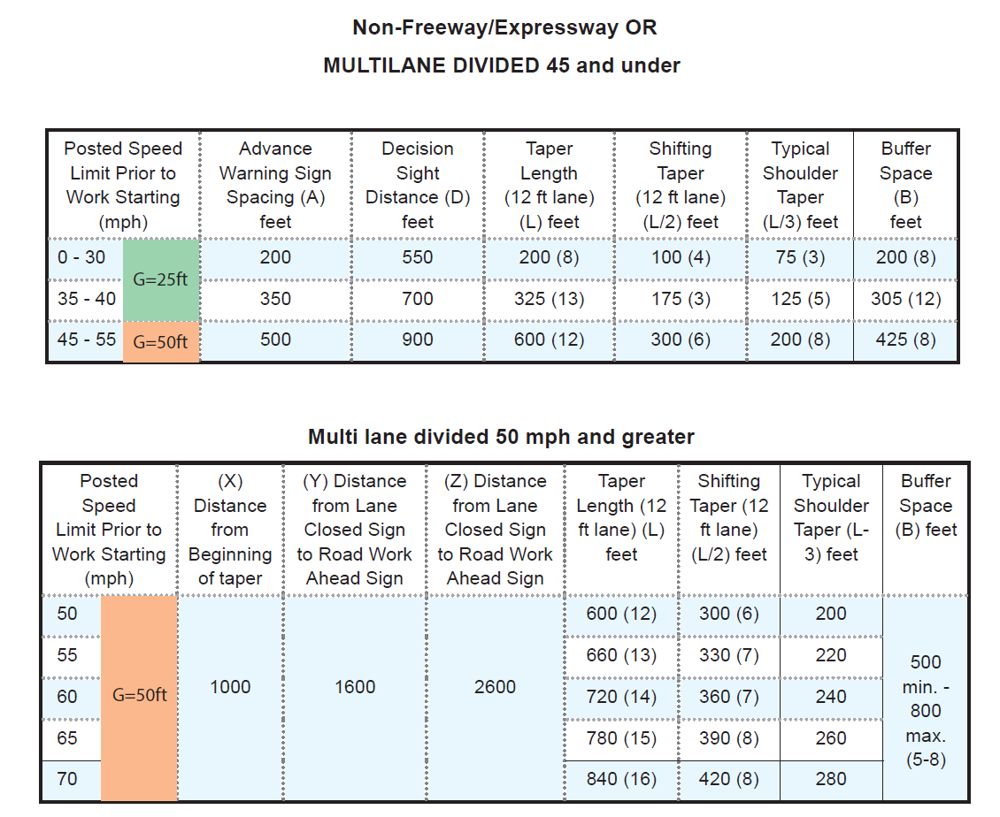 Non-Freeway/Expressway OR
MULTILANE DIVIDED 45 and under
Posted Speed Limit Prior to Work Starting (mph) Advance Warning Sign Spacing (A) feet Decision Sight Distance (D) feet Taper Length (12 ft lane) (L) feet Shifting Taper (12 ft lane) (L/2) feet Typical Shoulder Taper (L/3) feet Buffer Space (B) feet
0 - 30 G=25ft 200 550 200 (8) 100 (4) 75 (3) 200 (8)
35 - 40 350 700 325 (13) 175 (3) 125 (5) 305 (12)
45 - 55 G=50ft 500 900 600 (12) 300 (6) 200 (8) 425 (8)
Multi lane divided 50 mph and greater
Posted Speed Limit Prior to Work Starting (mph) (X) Distance from Beginning of taper (Y) Distance from Lane Closed Sign to Road Work Ahead Sign (Z) Distance from Lane Closed Sign to Road Work Ahead Sign Taper Length (12 ft lane) (L) feet Shifting Taper (12 ft lane) (L/2) feet Typical Shoulder Taper (L-3) feet Buffer Space (B) feet
50 600 (12) 300 (6) 200
55 660 (13) 330 (7) 220
60 G=50ft 1000 1600 2600 720 (14) 360 (7) 240 500 min. - 800 max. (5-8)
65 780 (15) 390 (8) 260
70 840 (16) 420 (8) 280